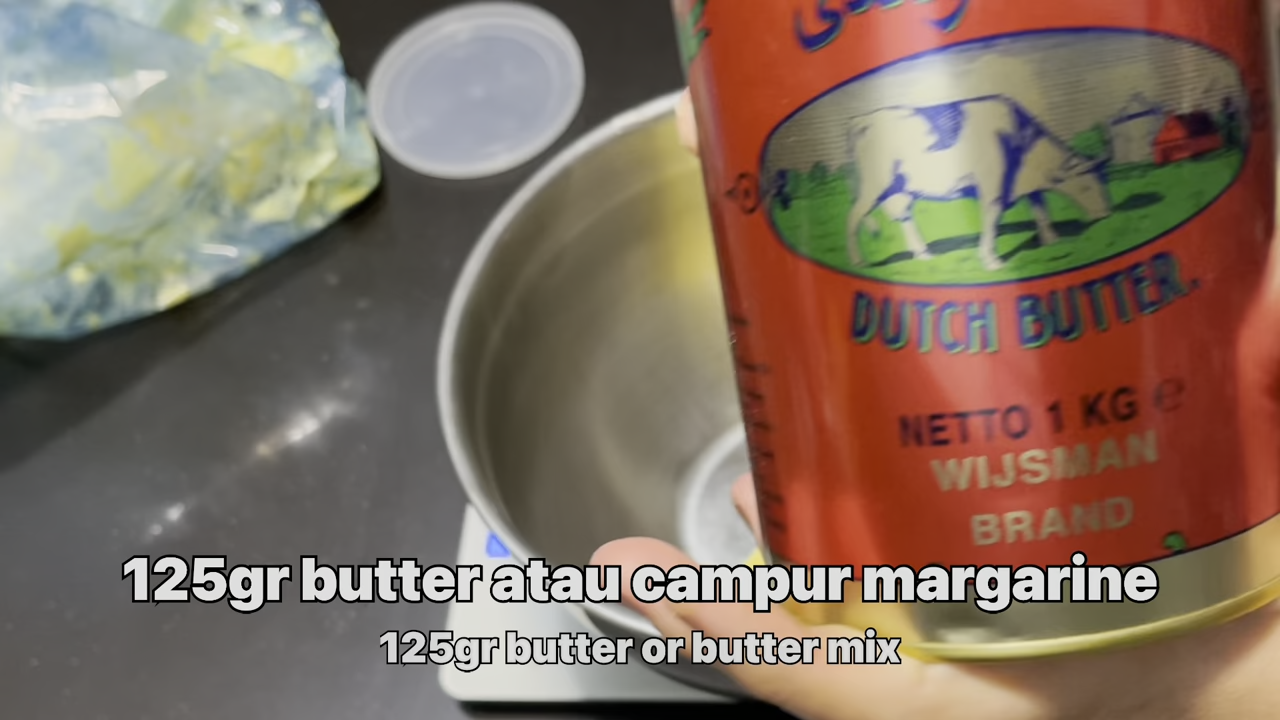 DUTCH BUTTER.
NETTO 1 KG e
WIJSMAN
BRAND
125gr butter atau campur margarine
125gr butter or butter mix